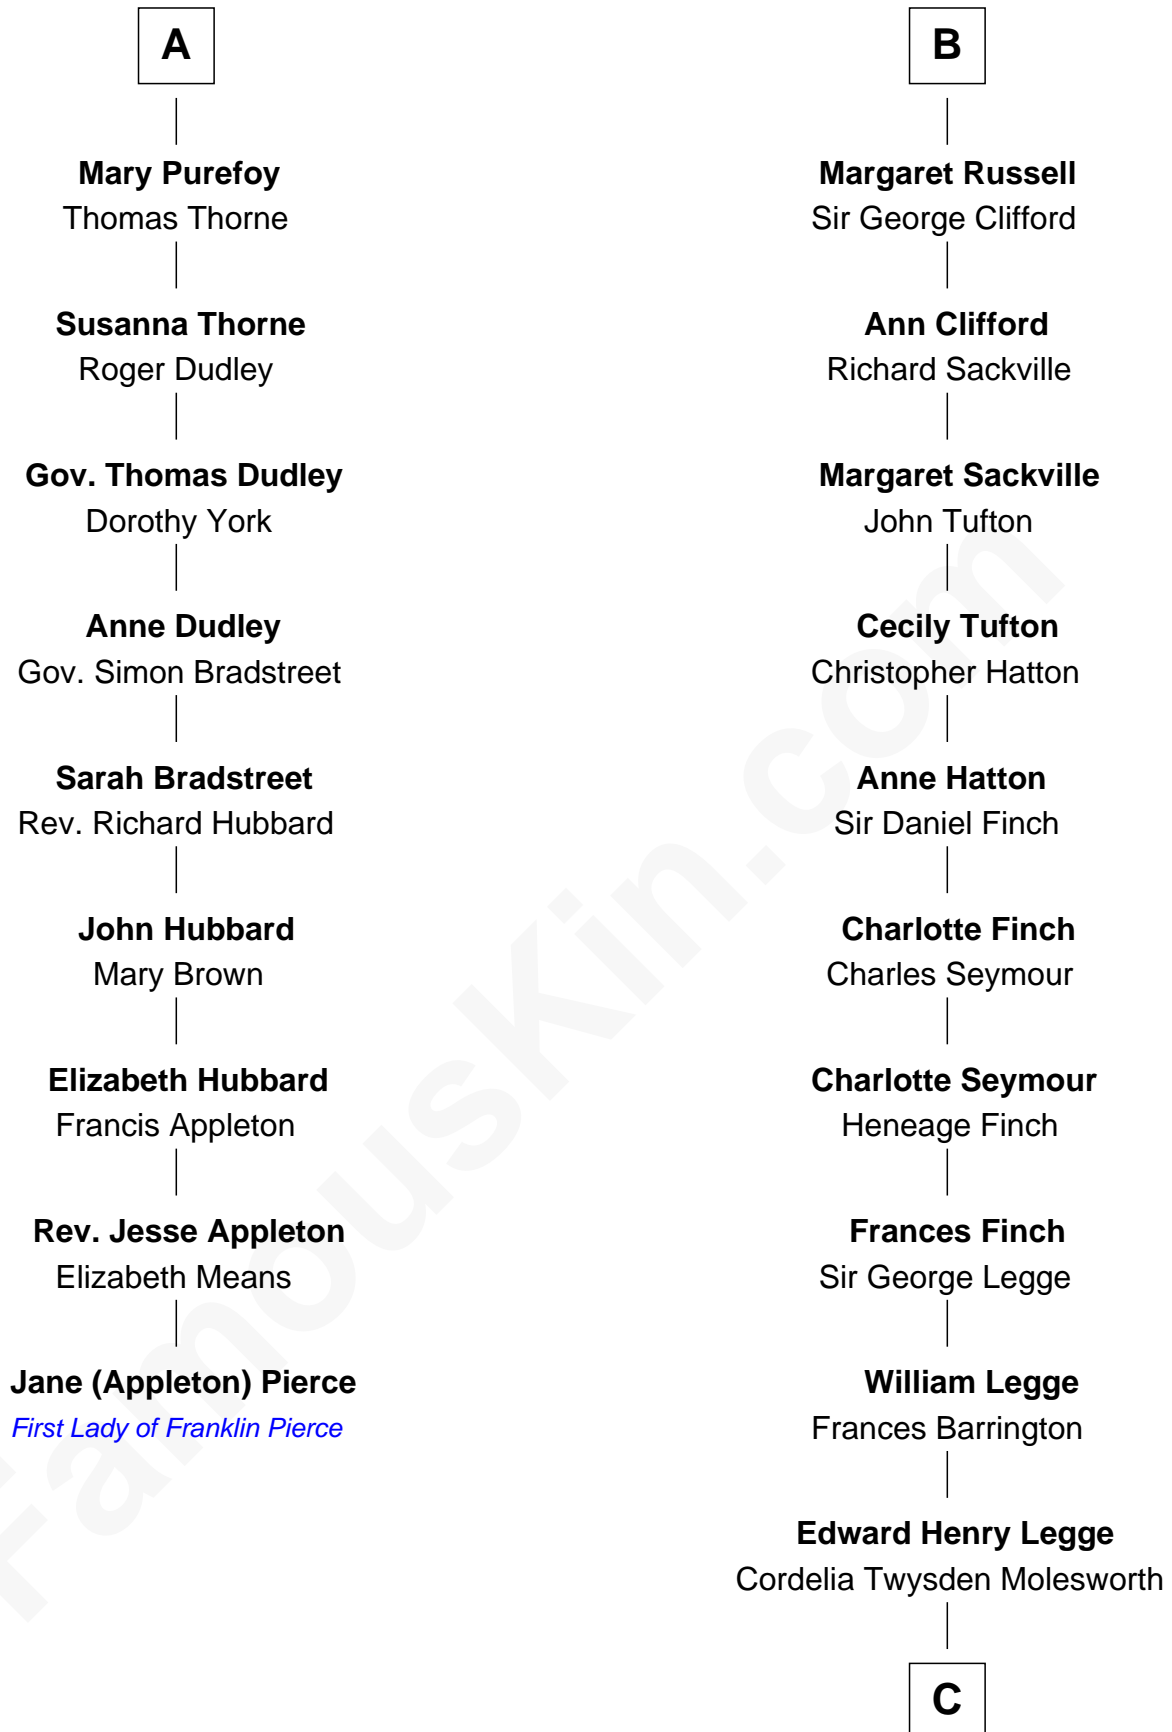 A
Mary Purefoy
Thomas Thorne
Susanna Thorne
Roger Dudley
Gov. Thomas Dudley
Dorothy York
Anne Dudley
Gov. Simon Bradstreet
Sarah Bradstreet
Rev. Richard Hubbard
John Hubbard
Mary Brown
Elizabeth Hubbard
Francis Appleton
Rev. Jesse Appleton
Elizabeth Means
Jane (Appleton) Pierce
First Lady of Franklin Pierce
B
Margaret Russell
Sir George Clifford
Ann Clifford
Richard Sackville
Margaret Sackville
John Tufton
Cecily Tufton
Christopher Hatton
Anne Hatton
Sir Daniel Finch
Charlotte Finch
Charles Seymour
Charlotte Seymour
Heneage Finch
Frances Finch
Sir George Legge
William Legge
Frances Barrington
Edward Henry Legge
Cordelia Twysden Molesworth
C
FamousKin.com